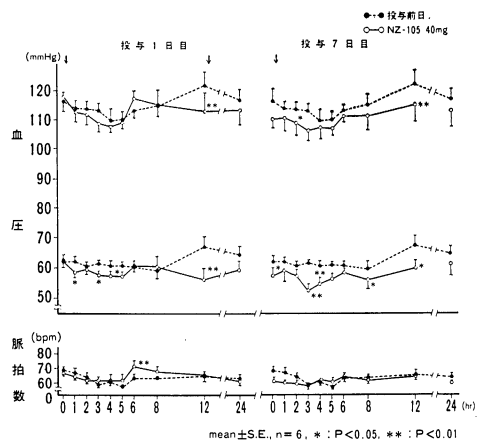 投与前日.
NZ-105 40mg
(mmHg)
投与1日目
投与7日目
↓ ↓ ↓
120
110
100
90
80
70
60
50
血圧
** * **
* * * **
* ** ** * *
脈拍数
(bpm)
80
70
60
0
**
0 1 2 3 4 5 6 8 12 24
0 1 2 3 4 5 6 8 12 24 (hr)
mean±S.E., n=6, *:P<0.05, **:P<0.01